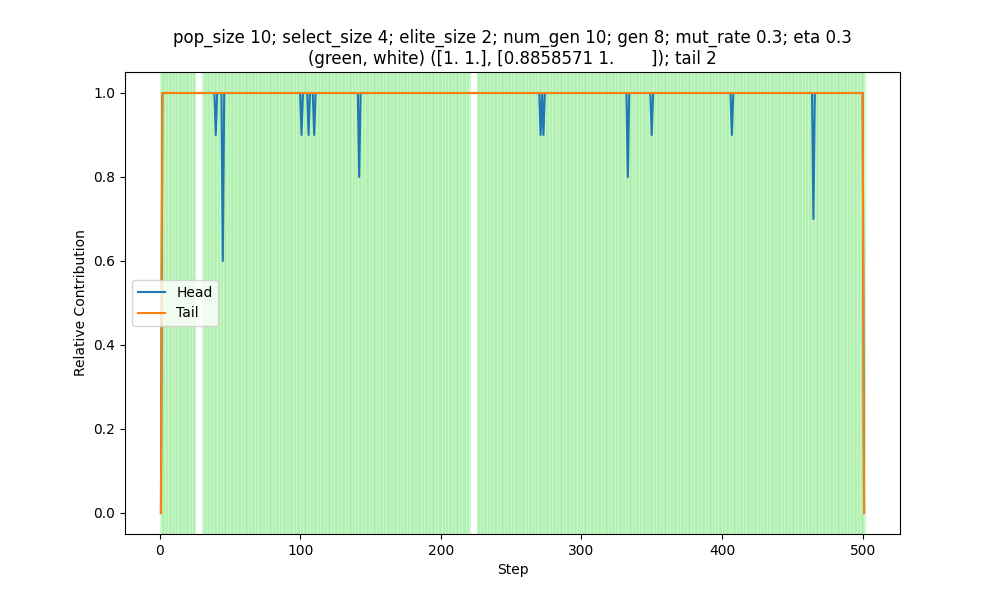 pop_size 10; select_size 4; elite_size 2; num_gen 10; gen 8; mut_rate 0.3; eta 0.3
(green, white) ([1. 1.], [0.8858571 1.        ]); tail 2
1.0
0.8
0.6
0.4
0.2
0.0
Relative Contribution
Head
Tail
0
100
200
300
400
500
Step